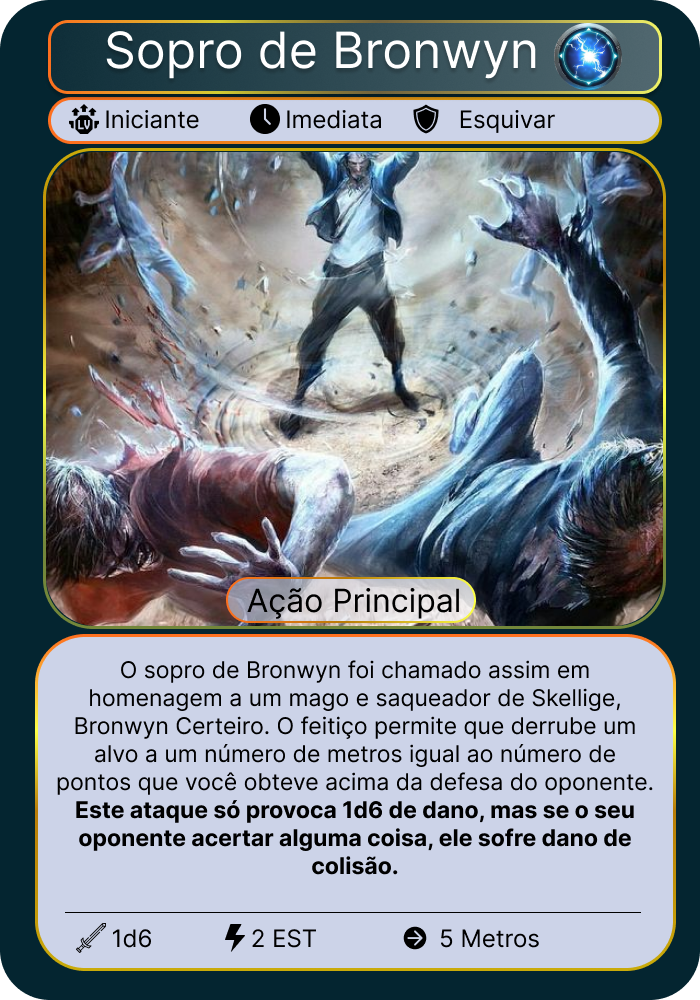 Sopro de Bronwyn
LV Iniciante Imediata Esquivar
Ação Principal
O sopro de Bronwyn foi chamado assim em
homenagem a um mago e saqueador de Skellige,
Bronwyn Certeiro. O feitiço permite que derrube um
alvo a um número de metros igual ao número de
pontos que você obteve acima da defesa do oponente.
Este ataque só provoca 1d6 de dano, mas se o seu
oponente acertar alguma coisa, ele sofre dano de
colisão.
1d6 2 EST 5 Metros